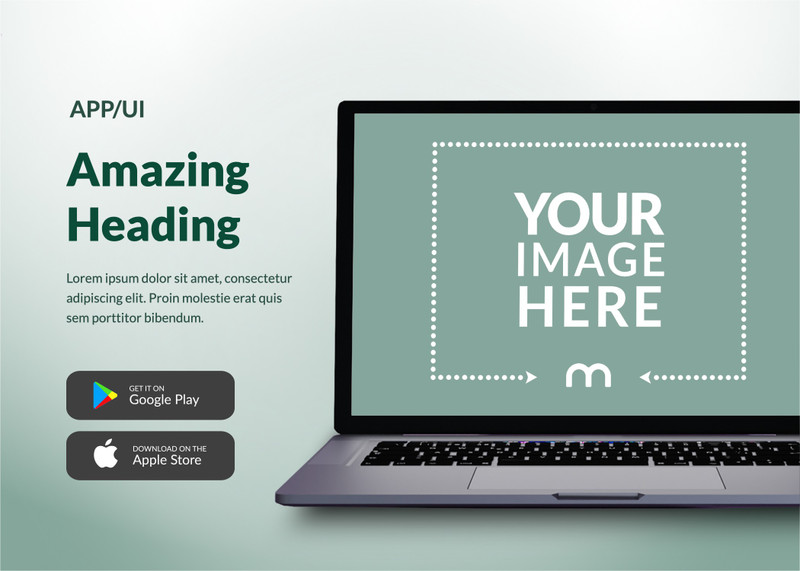 APP/UI
Amazing
Heading
Lorem ipsum dolor sit amet, consectetur
adipiscing elit. Proin molestie erat quis
sem porttitor bibendum.
GET IT ON
Google Play
DOWNLOAD ON THE
Apple Store
YOUR
IMAGE
HERE
m